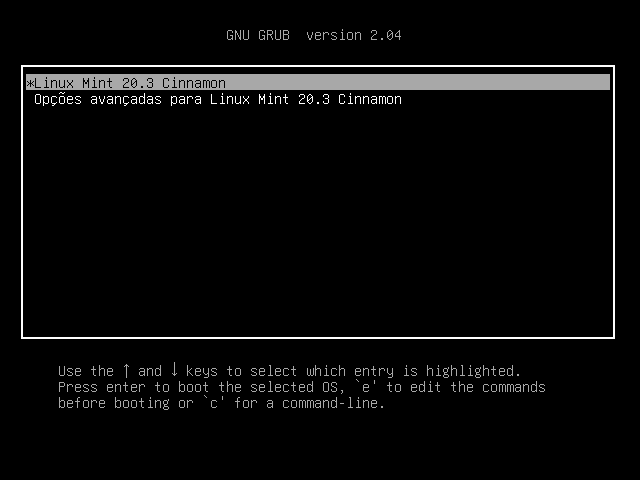 GNU GRUB  version 2.04
*Linux Mint 20.3 Cinnamon
Opções avançadas para Linux Mint 20.3 Cinnamon
Use the ↑ and ↓ keys to select which entry is highlighted.
Press enter to boot the selected OS, `e' to edit the commands
before booting or `c' for a command-line.